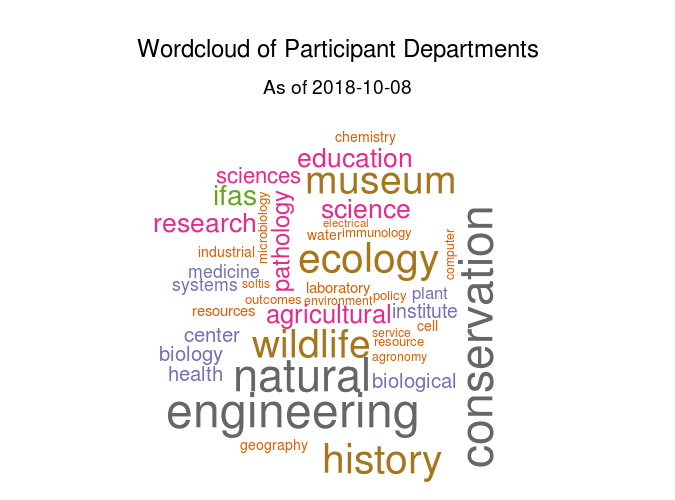 Wordcloud of Participant Departments
As of 2018-10-08
chemistry
education
sciences
museum
ifas
microbiology
pathology
science
research
electrical
water
immunology
industrial
ecology
computer
conservation
medicine
systems
soltis
laboratory
outcomes
environment
policy
plant
resources
agricultural
institute
cell
center
wildlife
service
resource
biology
agronomy
health
natural
biological
engineering
geography
history